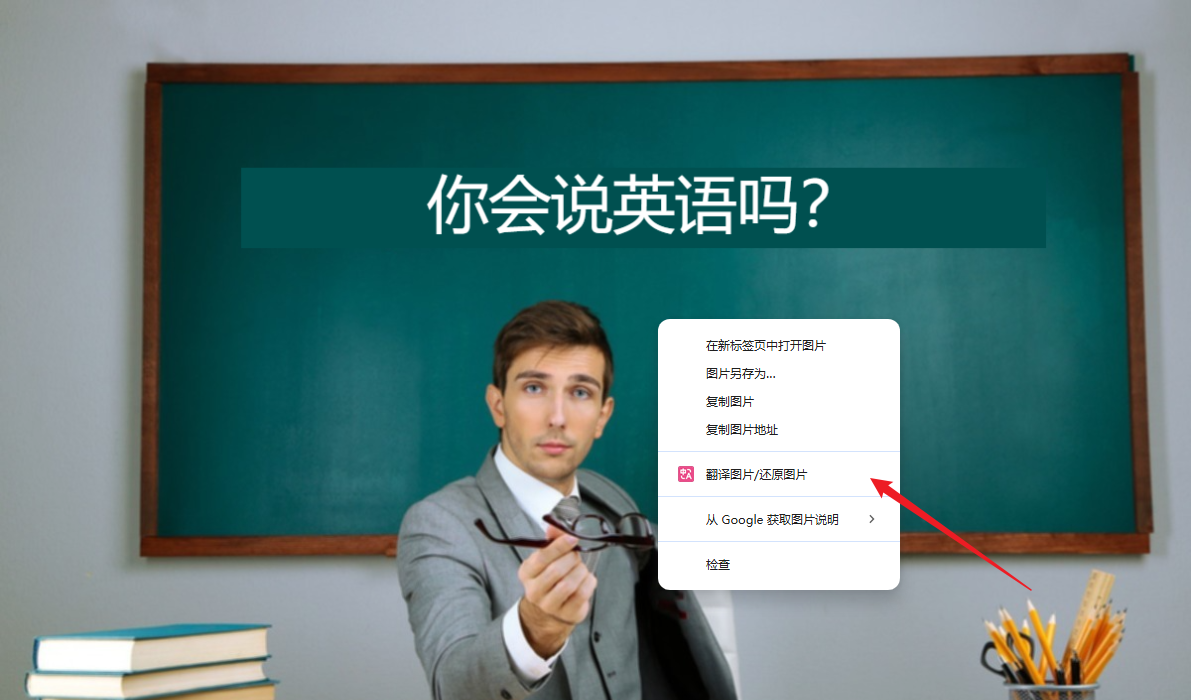 你会说英语吗？
在新标签页中打开图片
图片另存为...
复制图片
复制图片地址
中A 翻译图片/还原图片
从 Google 获取图片说明
检查